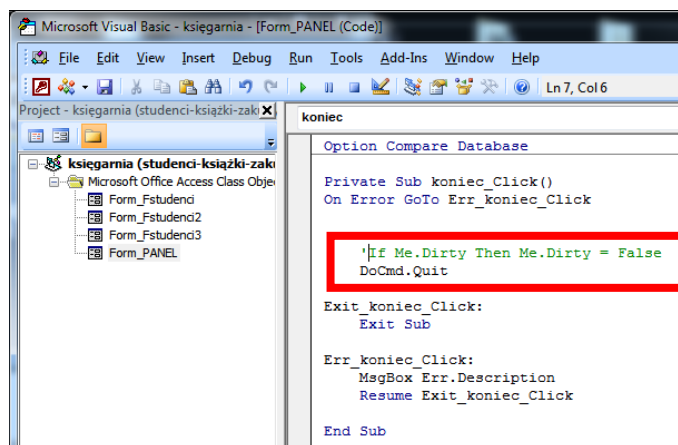 Microsoft Visual Basic - księgarnia - [Form_PANEL (Code)]
File Edit View Insert Debug Run Tools Add-Ins Window Help
Ln 7, Col 6
Project - księgarnia (studenci-książki-zak
koniec
księgarnia (studenci-książki-zak
Microsoft Office Access Class Obje
Form_Fstudenci
Form_Fstudenci2
Form_Fstudenci3
Form_PANEL
Option Compare Database
Private Sub koniec_Click()
On Error GoTo Err_koniec_Click
'If Me.Dirty Then Me.Dirty = False
DoCmd.Quit
Exit_koniec_Click:
Exit Sub
Err_koniec_Click:
MsgBox Err.Description
Resume Exit_koniec_Click
End Sub